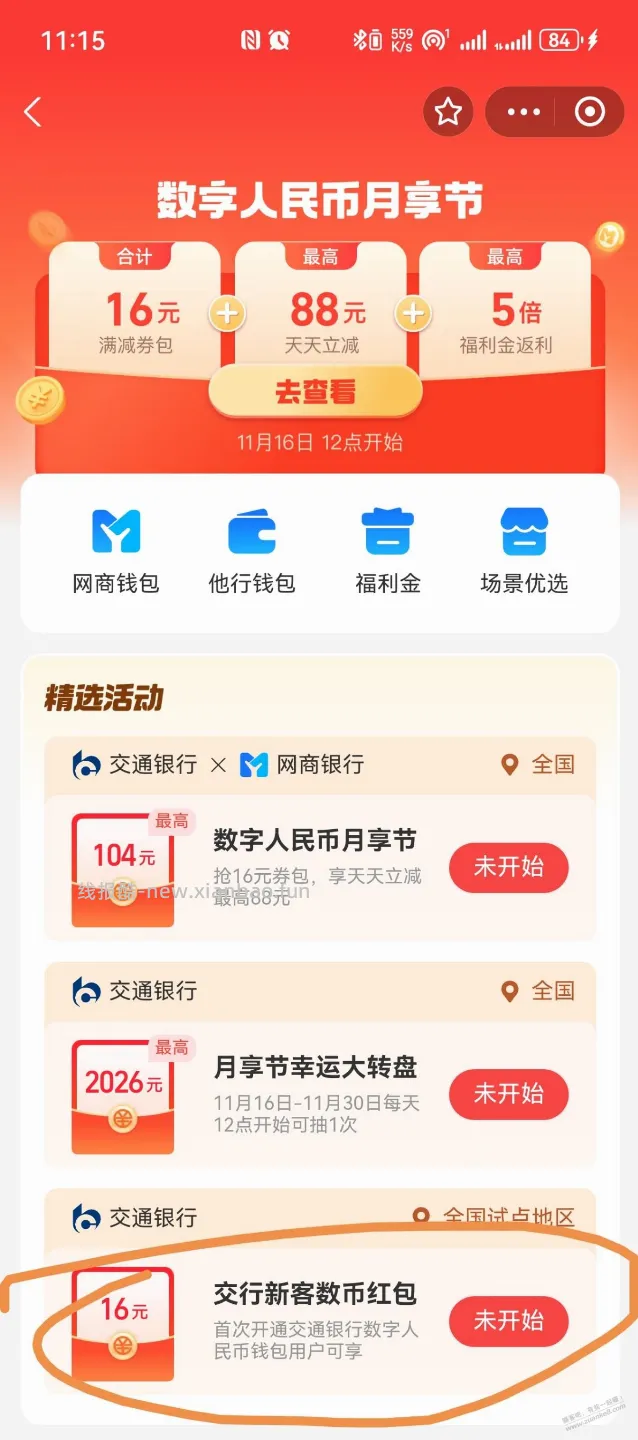 11:15
559
K/s
1
84
数字人民币月享节
合计
最高
最高
16元
88元
5倍
满减券包
天天立减
福利金返利
去查看
11月16日 12点开始
网商钱包
他行钱包
福利金
场景优选
精选活动
交通银行 × 网商银行
全国
最高
104元
数字人民币月享节
抢16元券包，享天天立减
最高88元
未开始
线报酷-new.xianbao.fun
交通银行
全国
最高
2026元
月享节幸运大转盘
11月16日-11月30日每天
12点开始可抽1次
未开始
交通银行
全国试点地区
16元
交行新客数币红包
首次开通交通银行数字人
民币钱包用户可享
未开始
www.zuanke8.com